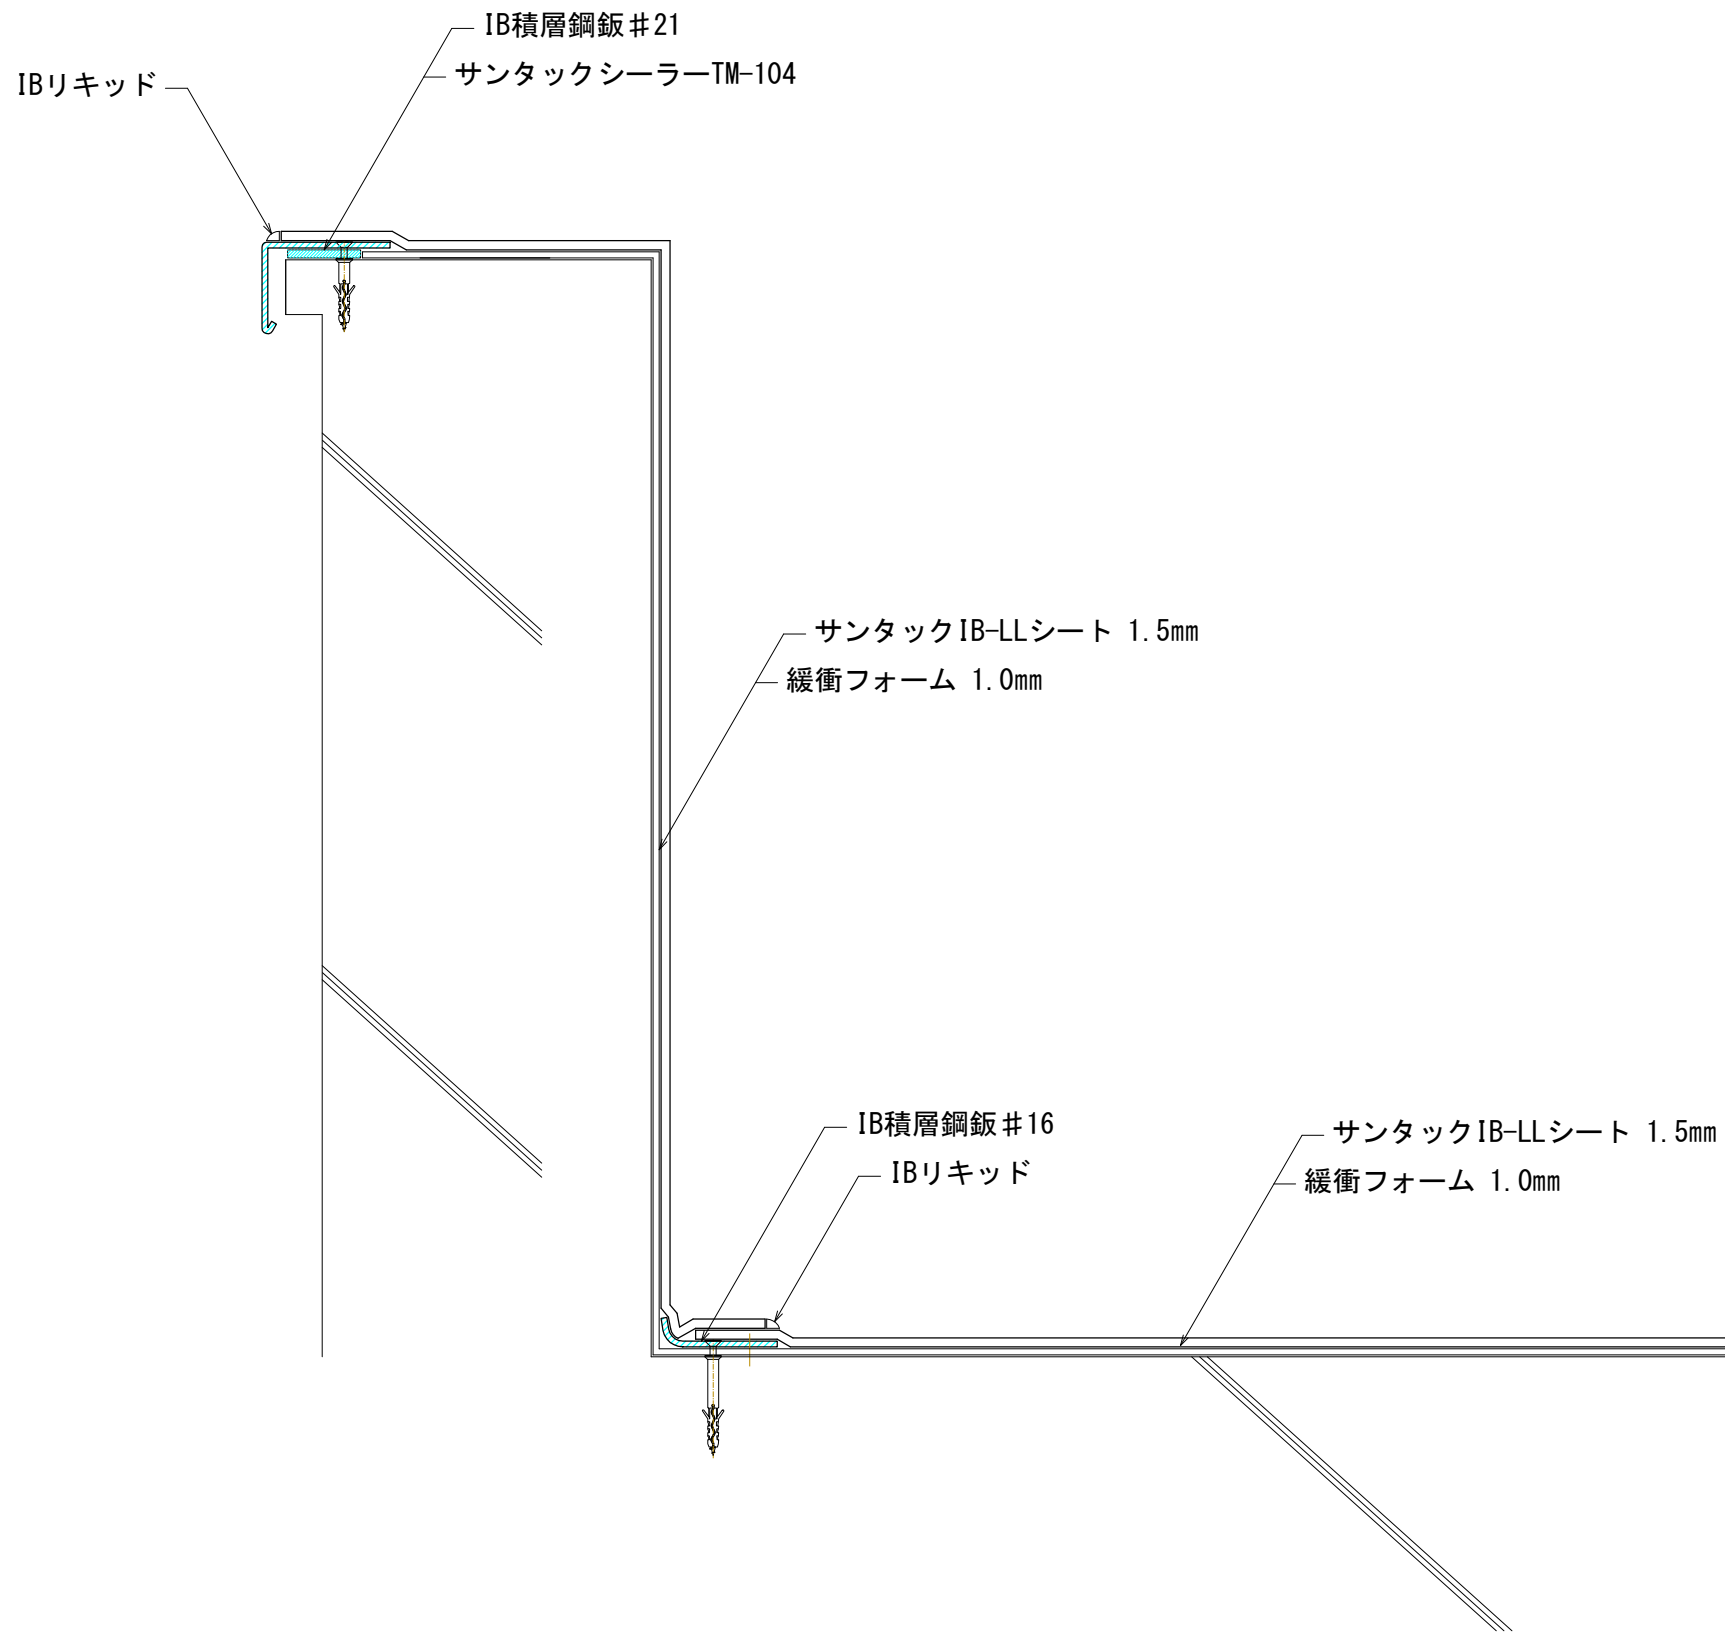 IB積層鋼鈑♯21
サンタックシーラーTM-104
IBリキッド
サンタックIB-LLシート 1.5mm
緩衝フォーム 1.0mm
IB積層鋼鈑♯16
IBリキッド
サンタックIB-LLシート 1.5mm
緩衝フォーム 1.0mm